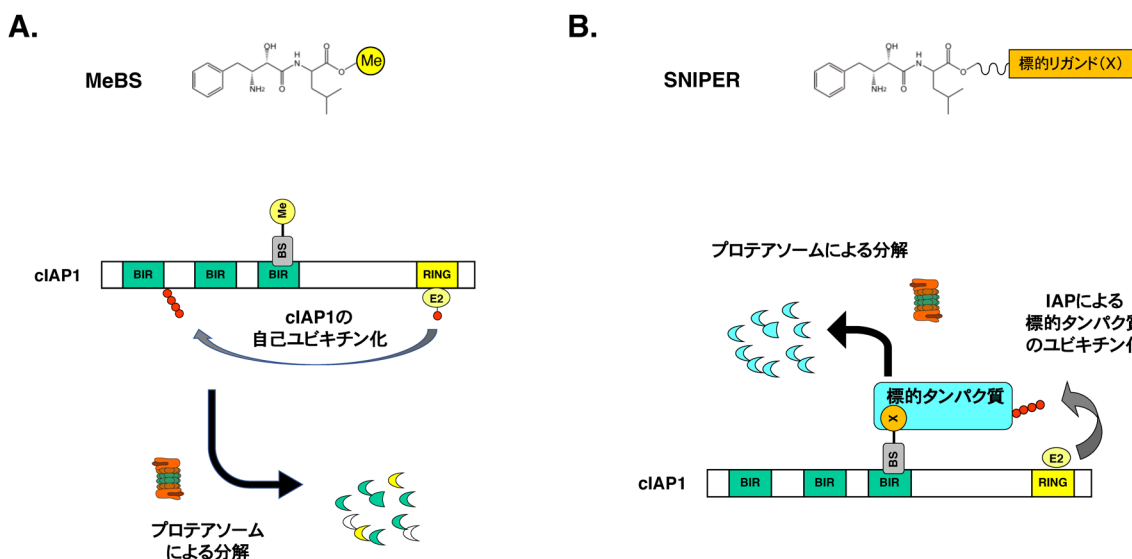 A.
MeBS
OH
H
N
O
O
NH₂
O
Me
Me
BS
cIAP1
BIR
BIR
BIR
RING
E2
cIAP1の
自己ユビキチン化
プロテアソーム
による分解
B.
SNIPER
OH
H
N
O
O
NH₂
O
標的リガンド(X)
プロテアソームによる分解
IAPによる
標的タンパク質
のユビキチン化
標的タンパク質
X
BS
E2
cIAP1
BIR
BIR
BIR
RING